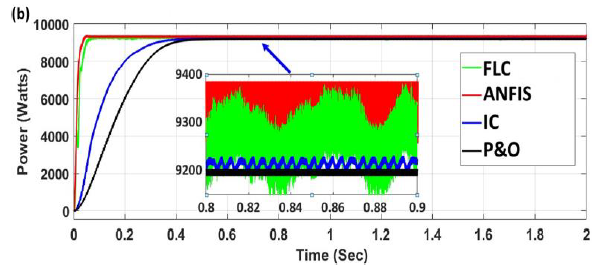 (b)
10000
8000
6000
4000
2000
0
Power (Watts)
9400
9300
9200
0.8 0.82 0.84 0.86 0.88 0.9
FLC
ANFIS
IC
P&O
0 0.2 0.4 0.6 0.8 1 1.2 1.4 1.6 1.8 2
Time (Sec)